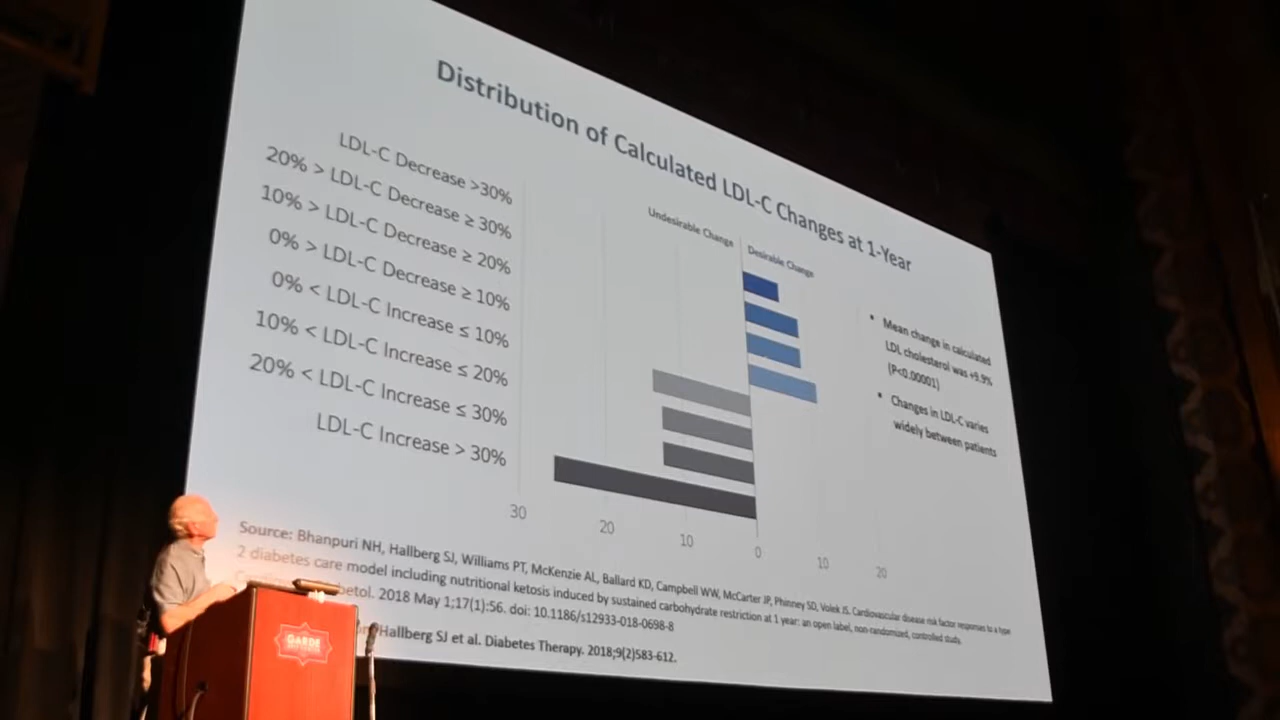 Distribution of Calculated LDL-C Changes at 1-Year
LDL-C Decrease >30%
20% > LDL-C Decrease ≥ 30%
10% > LDL-C Decrease ≥ 20%
0% > LDL-C Decrease ≥ 10%
0% < LDL-C Increase ≤ 10%
10% < LDL-C Increase ≤ 20%
20% < LDL-C Increase ≤ 30%
LDL-C Increase > 30%
Undesirable Change
Desirable Change
30 20 10 0 10 20
• Mean change in calculated
LDL cholesterol was +9.9%
(P<0.00001)
• Changes in LDL-C varies
widely between patients
Source: Bhanpuri NH, Hallberg SJ, Williams PT, McKenzie AL, Ballard KD, Campbell WW, McCarter JP, Phinney SD, Volek JS. Cardiovascular disease risk factor responses to a type
2 diabetes care model including nutritional ketosis induced by sustained carbohydrate restriction at 1 year: an open label, non-randomized, controlled study.
2018 May 1;17(1):56. doi: 10.1186/s12933-018-0698-8
Hallberg SJ et al. Diabetes Therapy. 2018;9(2)583-612.
GARDE